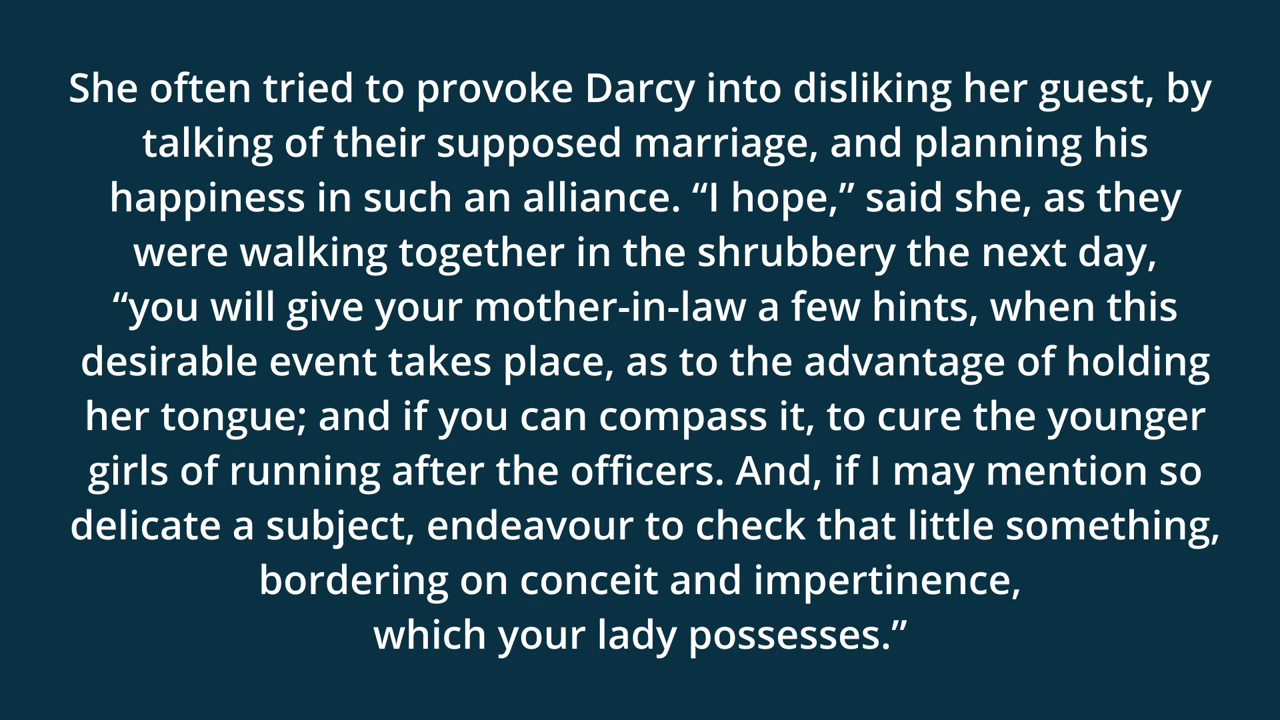 She often tried to provoke Darcy into disliking her guest, by
talking of their supposed marriage, and planning his
happiness in such an alliance. “I hope,” said she, as they
were walking together in the shrubbery the next day,
“you will give your mother-in-law a few hints, when this
desirable event takes place, as to the advantage of holding
her tongue; and if you can compass it, to cure the younger
girls of running after the officers. And, if I may mention so
delicate a subject, endeavour to check that little something,
bordering on conceit and impertinence,
which your lady possesses.”